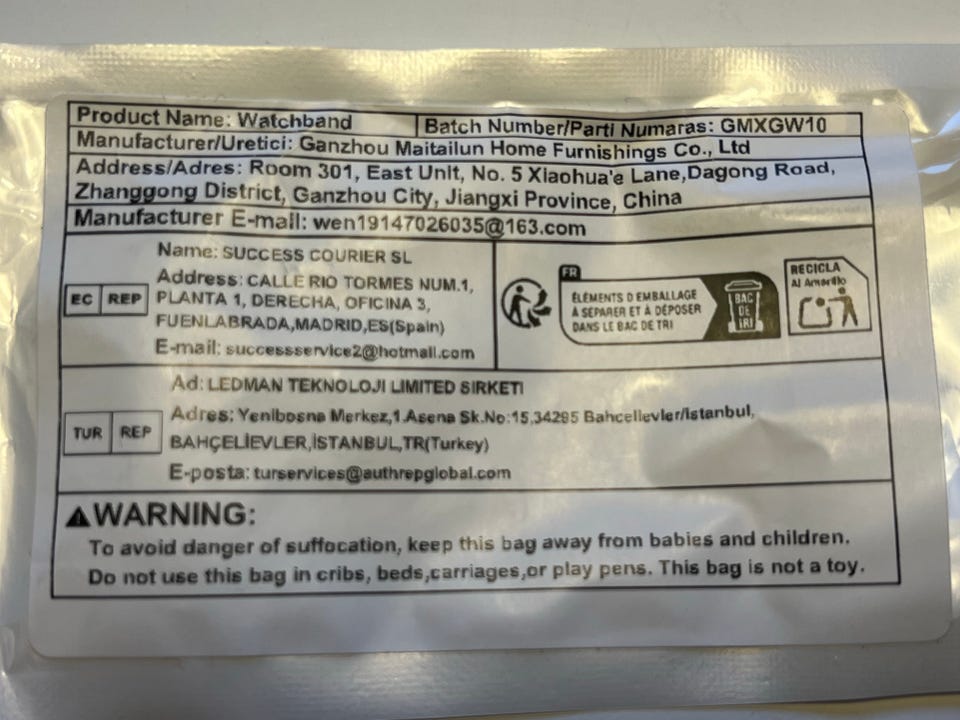 Product Name: Watchband
Batch Number/Parti Numaras: GMXGW10
Manufacturer/Uretici: Ganzhou Maitailun Home Furnishings Co., Ltd
Address/Adres: Room 301, East Unit, No. 5 Xiaohua'e Lane,Dagong Road,
Zhanggong District, Ganzhou City, Jiangxi Province, China
Manufacturer E-mail: wen19147026035@163.com
EC REP
Name: SUCCESS COURIER SL
Address: CALLE RIO TORMES NUM.1,
PLANTA 1, DERECHA, OFICINA 3,
FUENLABRADA,MADRID,ES(Spain)
E-mail: successservice2@hotmail.com
FR
ÉLÉMENTS D EMBALLAGE
À SÉPARER ET À DÉPOSER
DANS LE BAC DE TRI
BAC
DE
TRI
RECICLA
Al Amarillo
TUR REP
Ad: LEDMAN TEKNOLOJI LIMITED SIRKETI
Adres: Yenibosna Merkez,1.Asena Sk.No:15,34295 Bahcelievler/Istanbul,
BAHÇELİEVLER,İSTANBUL,TR(Turkey)
E-posta: turservices@authrepglobal.com
WARNING:
To avoid danger of suffocation, keep this bag away from babies and children.
Do not use this bag in cribs, beds,carriages,or play pens. This bag is not a toy.